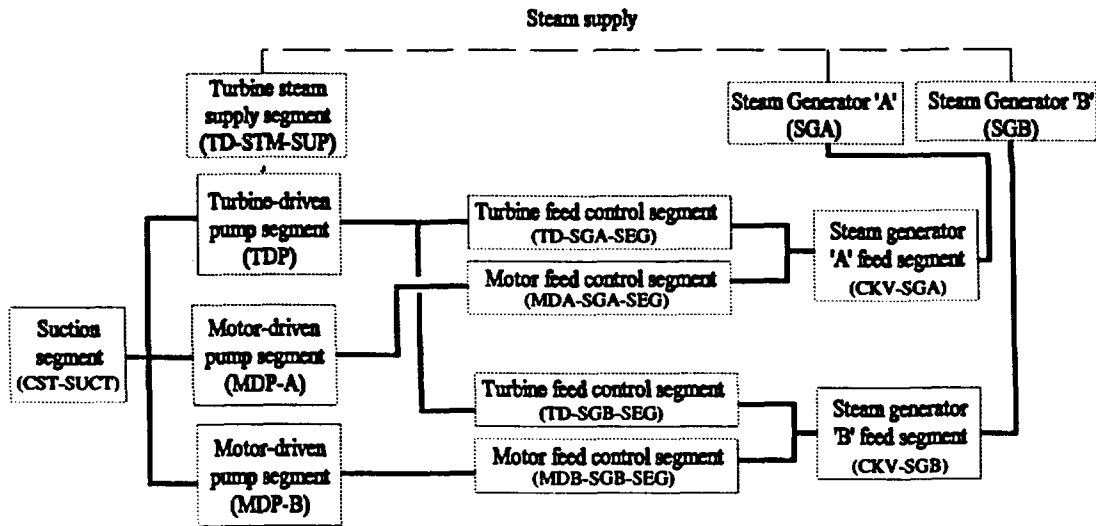 Steam supply
Turbine steam
supply segment
(TD-STM-SUP)
Steam Generator 'A'
(SGA)
Steam Generator 'B'
(SGB)
Turbine-driven
pump segment
(TDP)
Turbine feed control segment
(TD-SGA-SEG)
Steam generator
'A' feed segment
(CKV-SGA)
Motor feed control segment
(MDA-SGA-SEG)
Suction
segment
(CST-SUCT)
Motor-driven
pump segment
(MDP-A)
Turbine feed control segment
(TD-SGB-SEG)
Steam generator
'B' feed segment
(CKV-SGB)
Motor-driven
pump segment
(MDP-B)
Motor feed control segment
(MDB-SGB-SEG)